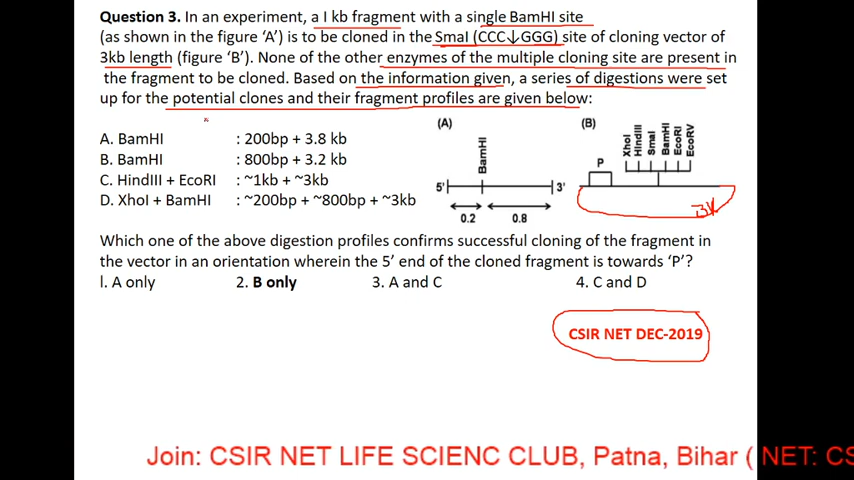 Question 3. In an experiment, a I kb fragment with a single BamHI site
(as shown in the figure ‘A’) is to be cloned in the SmaI (CCC↓GGG) site of cloning vector of
3kb length (figure ‘B’). None of the other enzymes of the multiple cloning site are present in
the fragment to be cloned. Based on the information given, a series of digestions were set
up for the potential clones and their fragment profiles are given below:
A. BamHI : 200bp + 3.8 kb
B. BamHI : 800bp + 3.2 kb
C. HindIII + EcoRI : ~1kb + ~3kb
D. XhoI + BamHI : ~200bp + ~800bp + ~3kb
(A)
BamHI
5' 3'
0.2 0.8
(B)
P
XhoI
HindIII
SmaI
BamHI
EcoRI
EcoRV
3K
Which one of the above digestion profiles confirms successful cloning of the fragment in
the vector in an orientation wherein the 5’ end of the cloned fragment is towards ‘P’?
l. A only 2. B only 3. A and C 4. C and D
CSIR NET DEC-2019
Join: CSIR NET LIFE SCIENC CLUB, Patna, Bihar ( NET: CS